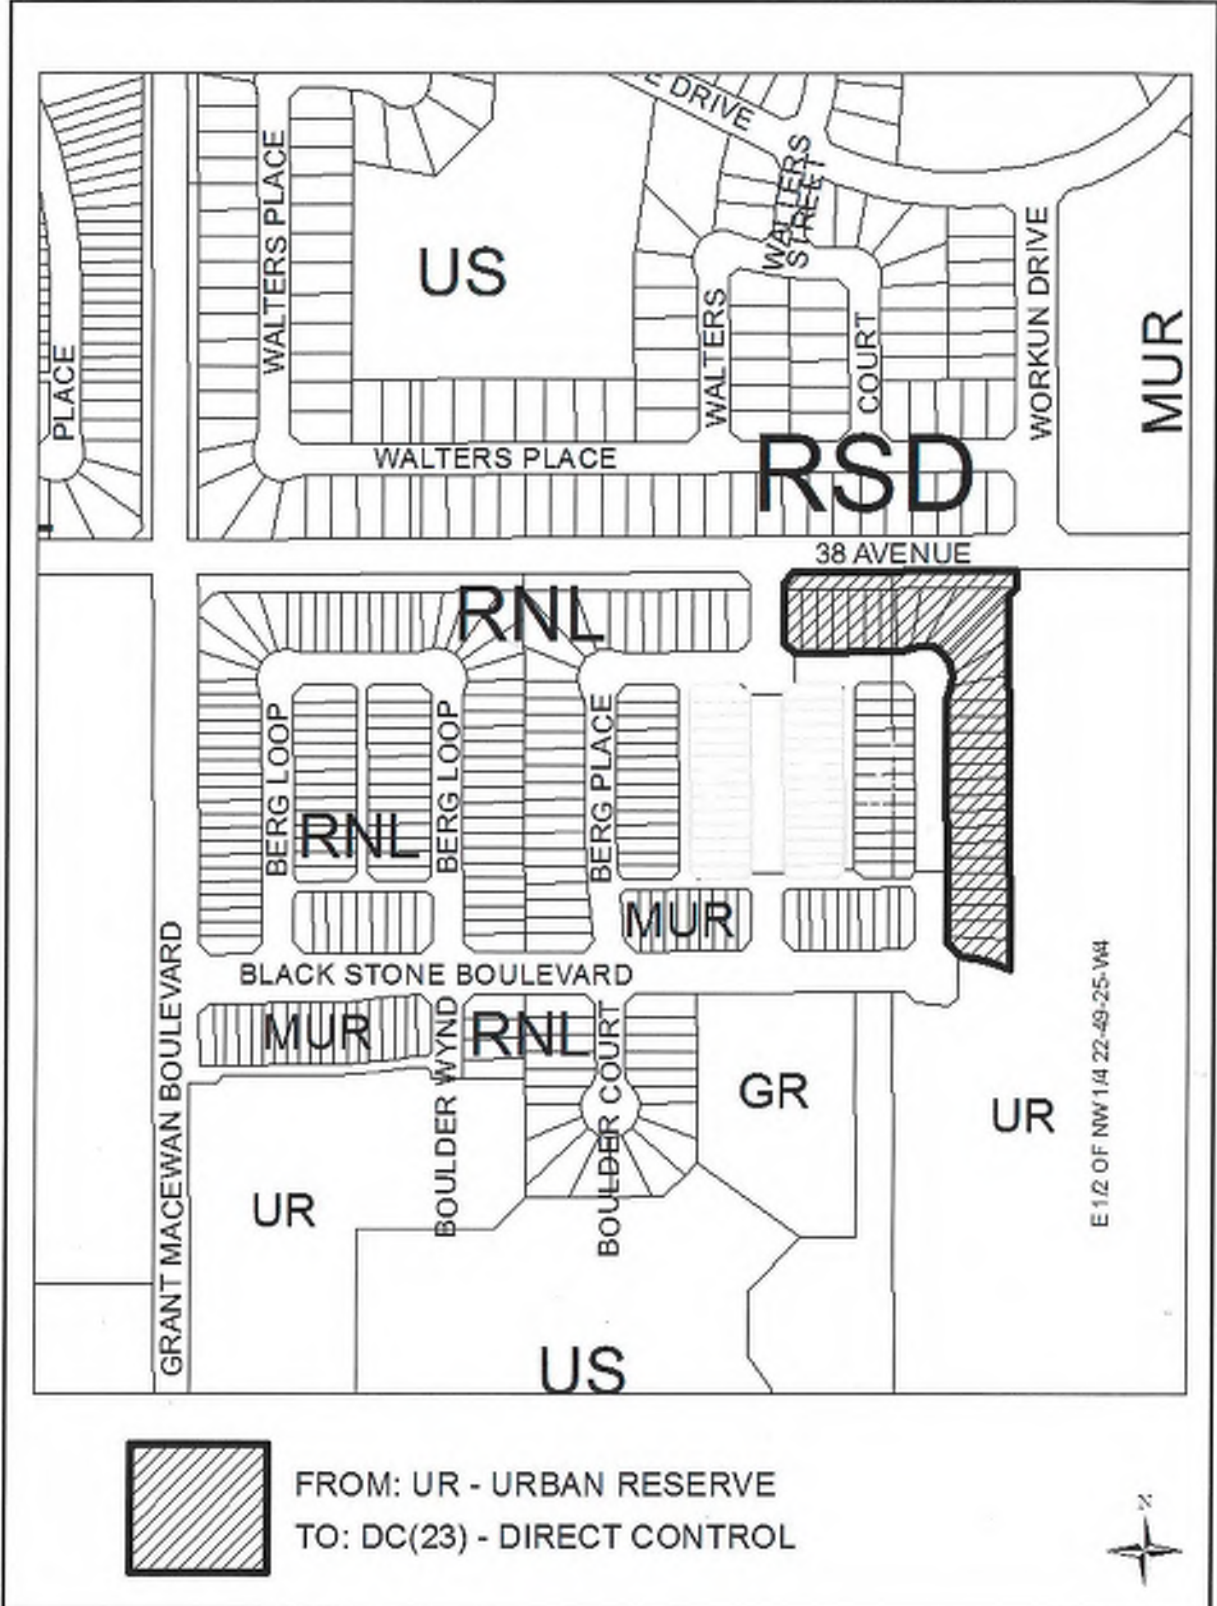 E DRIVE
WALTERS
STREET
WALTERS PLACE
US
WORKUN DRIVE
MUR
PLACE
WALTERS
COURT
WALTERS PLACE
RSD
38 AVENUE
RNL
BERG LOOP
BERG LOOP
BERG PLACE
RNL
MUR
BLACK STONE BOULEVARD
GRANT MACEWAN BOULEVARD
MUR
RNL
BOULDER WYND
BOULDER COURT
GR
UR
E 1/2 OF NW 1/4 22-49-25-W4
UR
US
FROM: UR - URBAN RESERVE
TO: DC(23) - DIRECT CONTROL
N